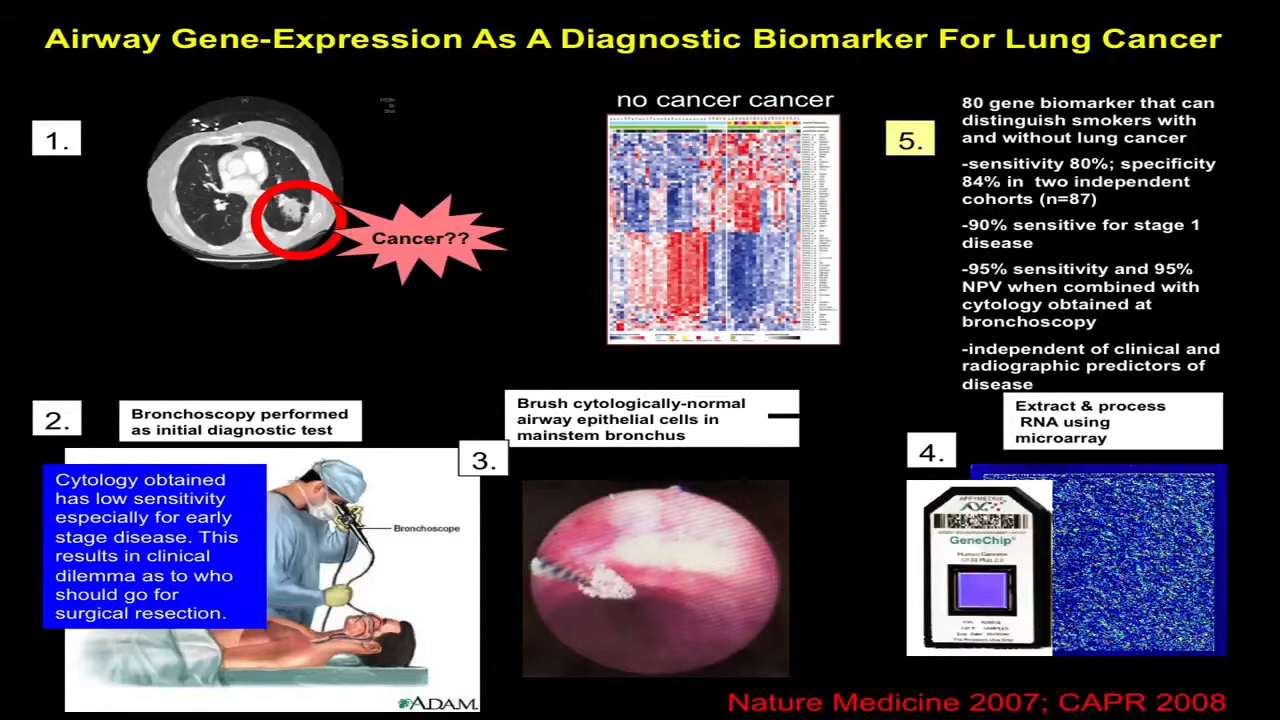 Airway Gene-Expression As A Diagnostic Biomarker For Lung Cancer
1.
Cancer??
no cancer cancer
5.
80 gene biomarker that can
distinguish smokers with
and without lung cancer
-sensitivity 80%; specificity
84% in two independent
cohorts (n=87)
-90% sensitive for stage 1
disease
-95% sensitivity and 95%
NPV when combined with
cytology obtained at
bronchoscopy
-independent of clinical and
radiographic predictors of
disease
2.
Bronchoscopy performed
as initial diagnostic test
Cytology obtained
has low sensitivity
especially for early
stage disease. This
results in clinical
dilemma as to who
should go for
surgical resection.
Bronchoscope
ADAM.
3.
Brush cytologically-normal
airway epithelial cells in
mainstem bronchus
4.
Extract & process
RNA using
microarray
AFFYMETRIX
GeneChip®
Human Genome
Nature Medicine 2007; CAPR 2008